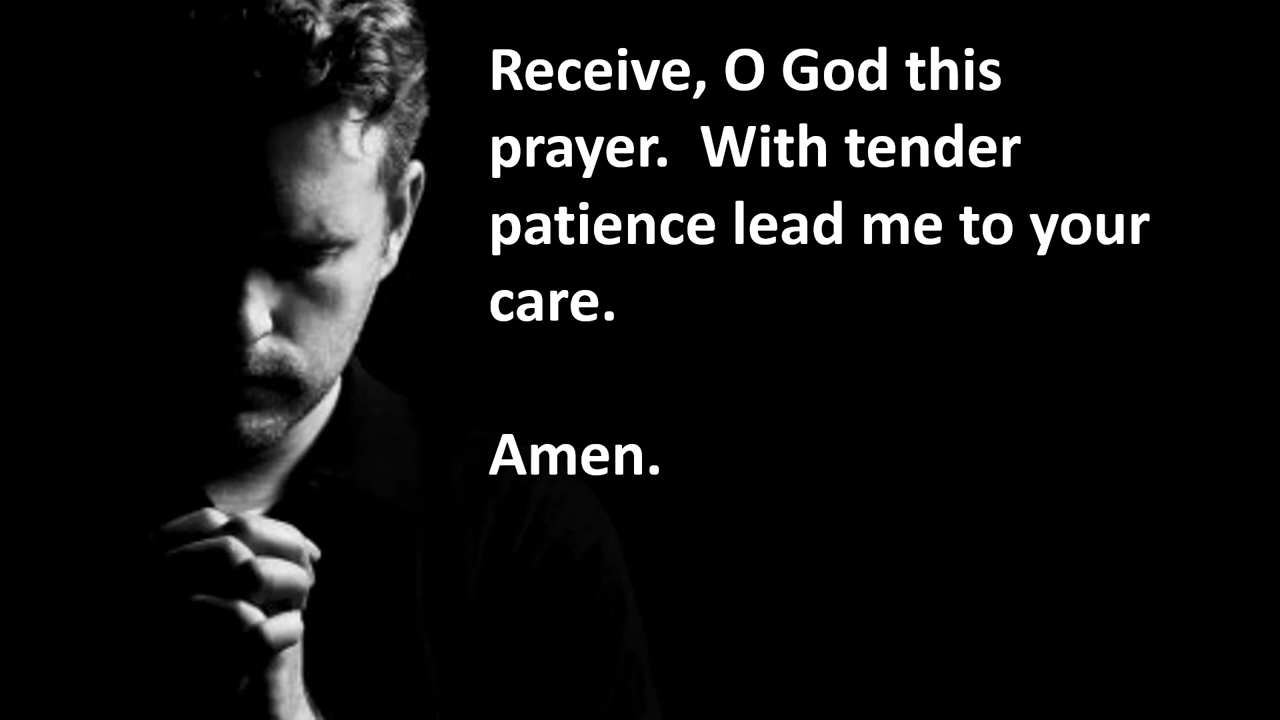 Receive, O God this
prayer.  With tender
patience lead me to your
care.
Amen.